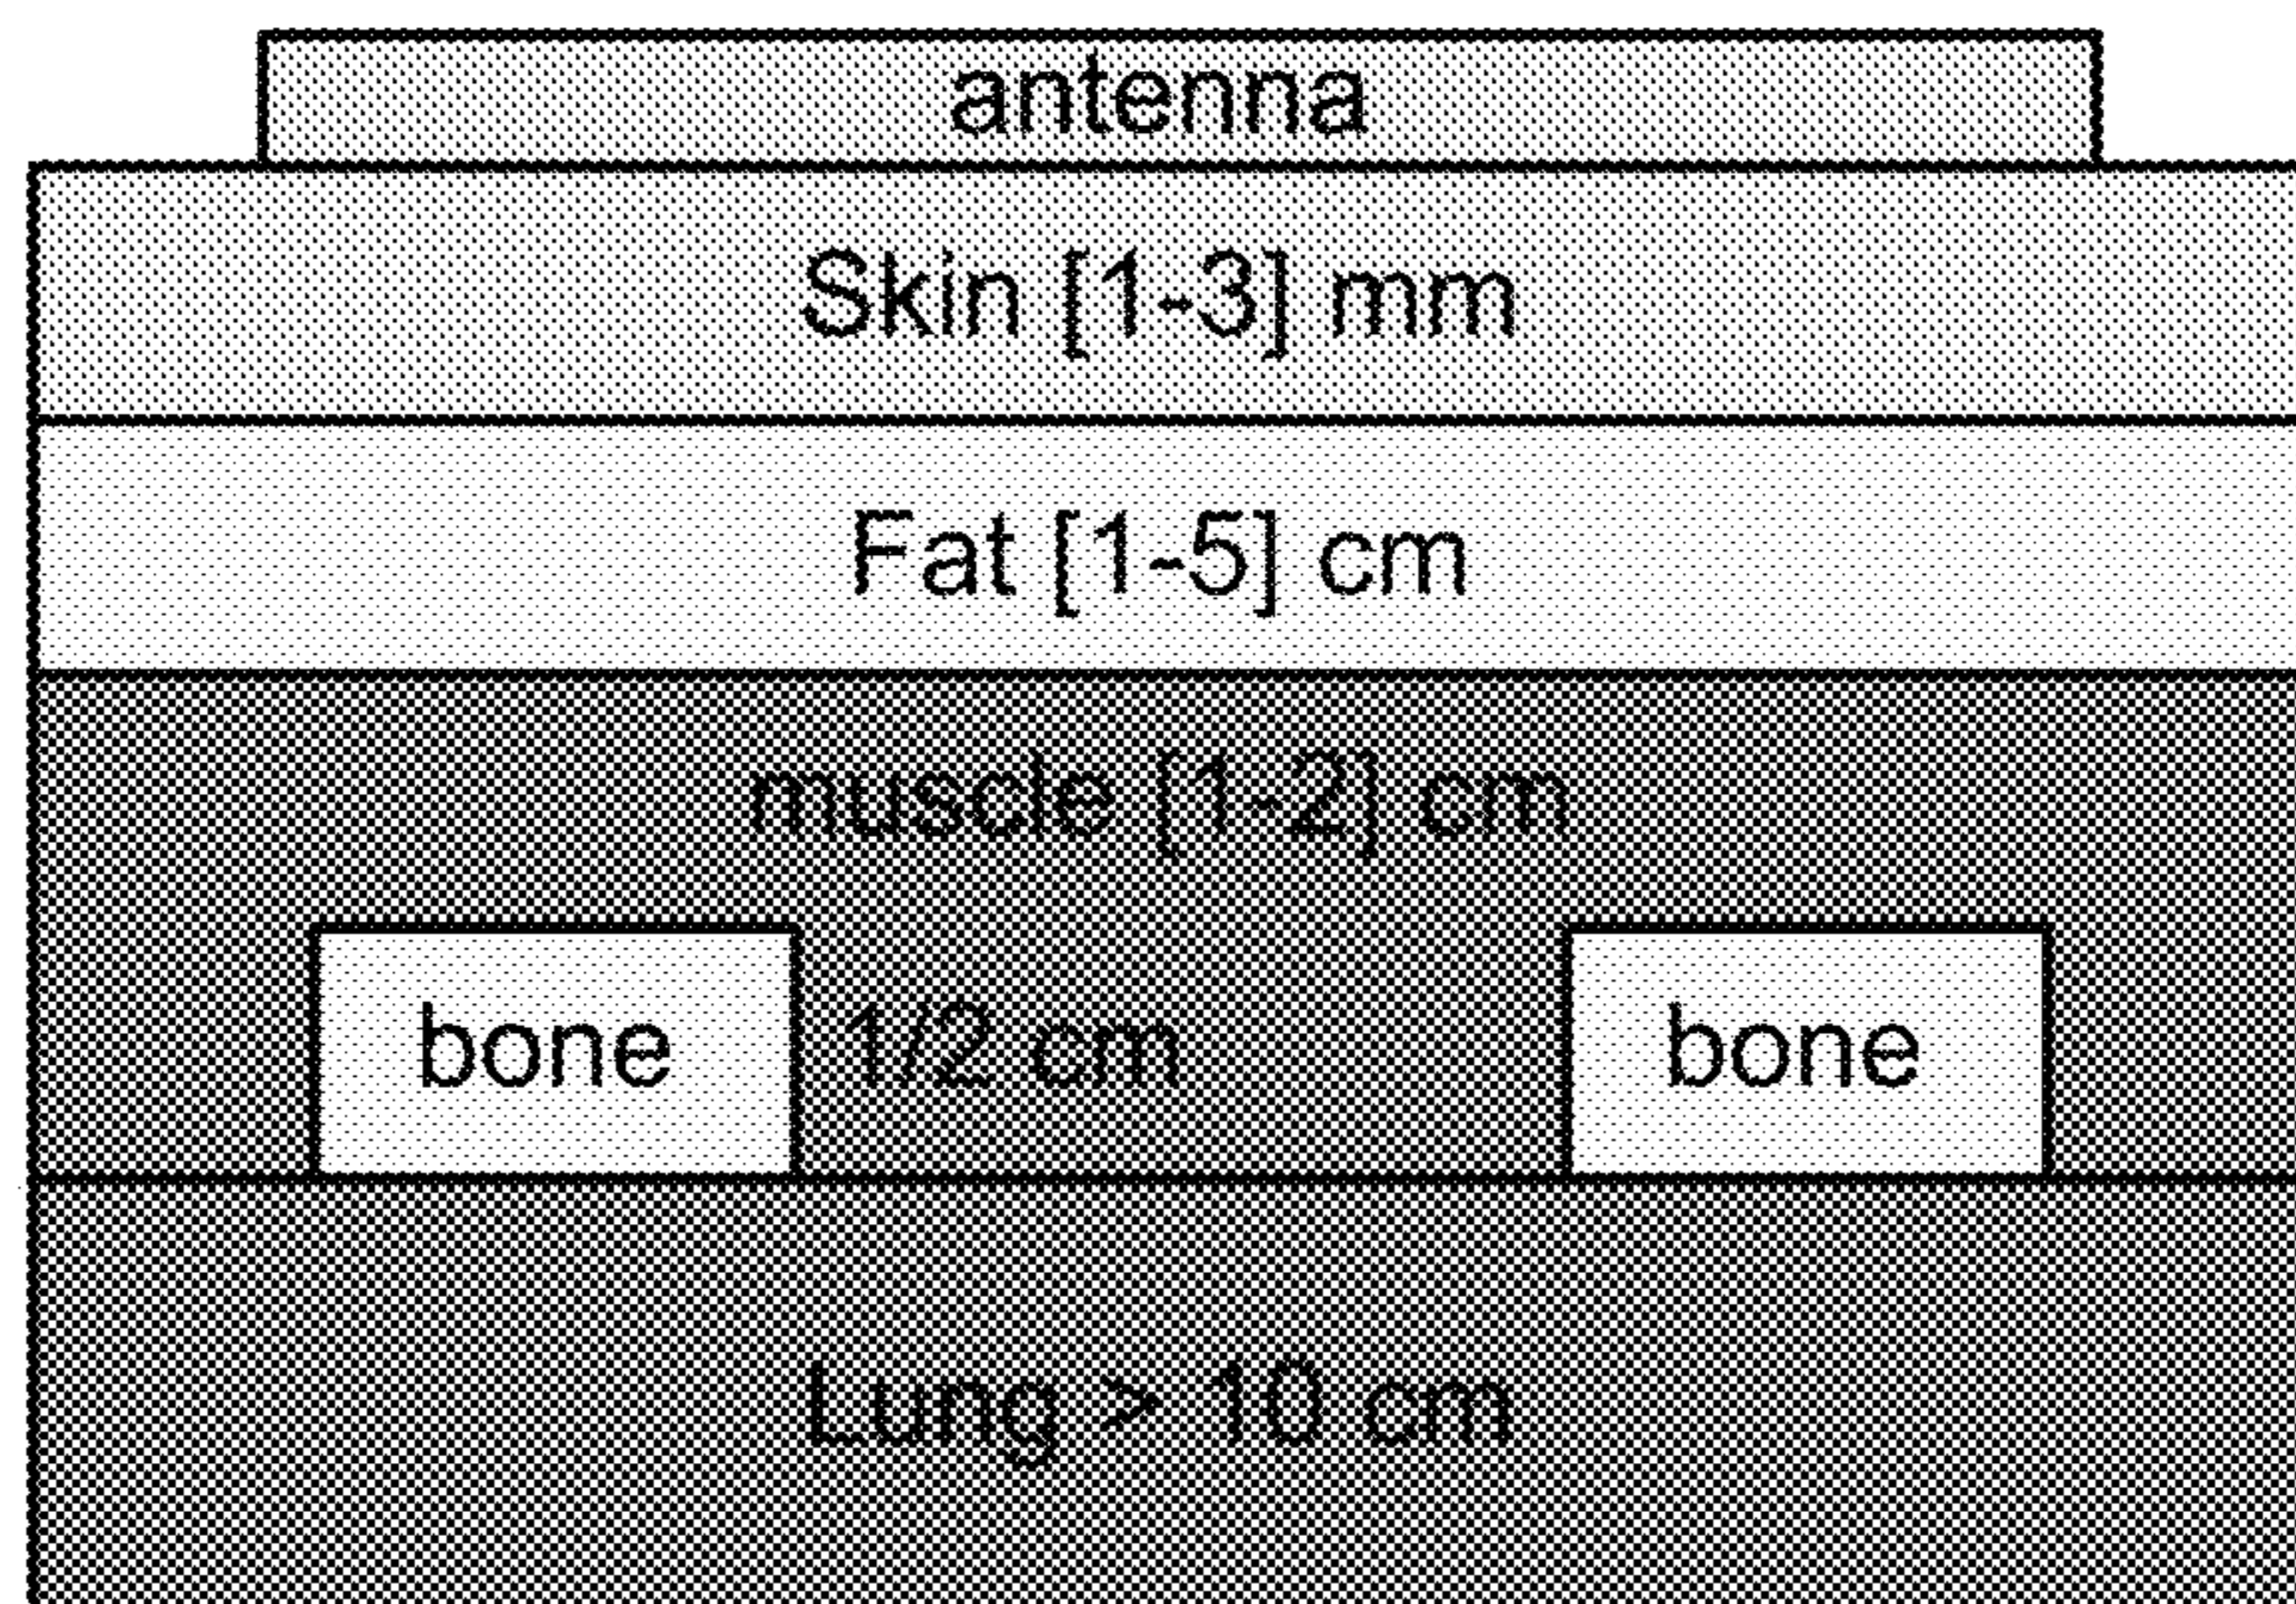 antenna
Skin [1-3] mm
Fat [1-5] cm
muscle [1-2] cm
bone 1/2 cm bone
Lung > 10 cm